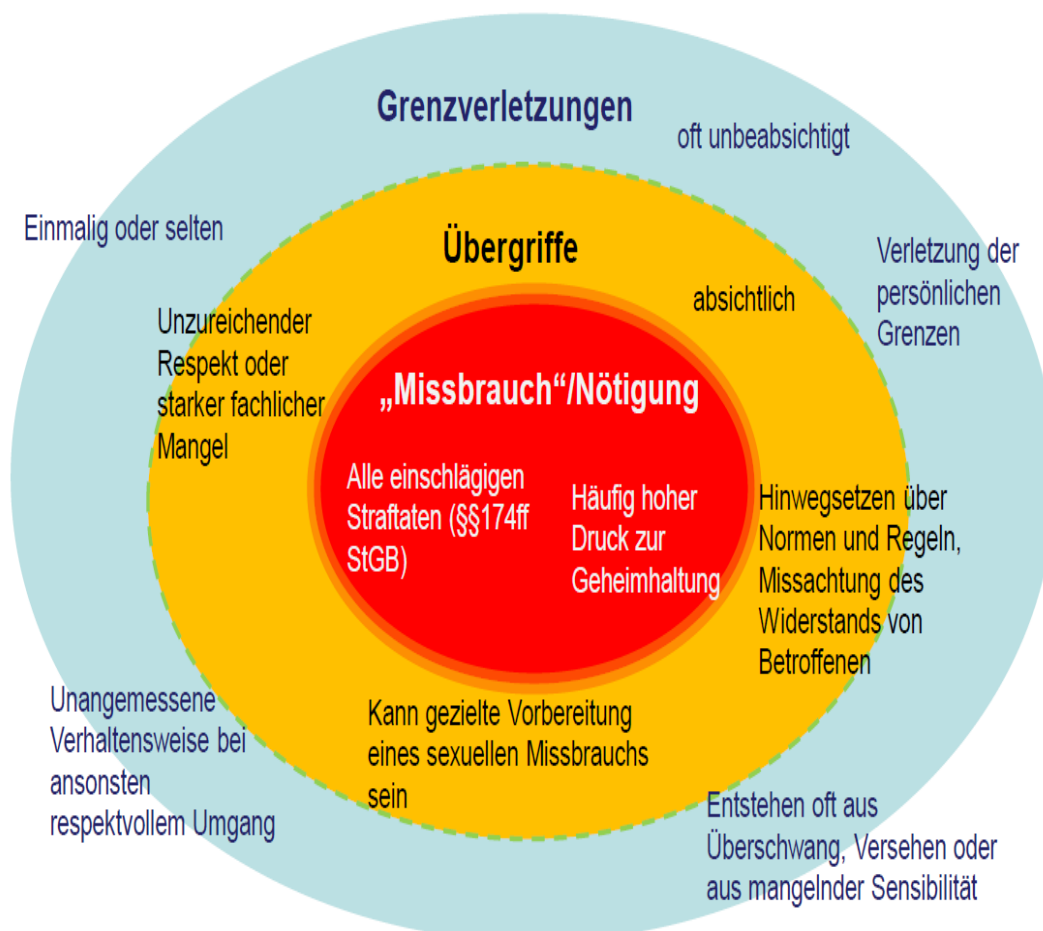 Grenzverletzungen
oft unbeabsichtigt
Einmalig oder selten
Verletzung der
persönlichen
Grenzen
Übergriffe
absichtlich
Unzureichender
Respekt oder
starker fachlicher
Mangel
„Missbrauch“/Nötigung
Alle einschlägigen
Straftaten (§§174ff
StGB)
Häufig hoher
Druck zur
Geheimhaltung
Hinwegsetzen über
Normen und Regeln,
Missachtung des
Widerstands von
Betroffenen
Unangemessene
Verhaltensweise bei
ansonsten
respektvollem Umgang
Kann gezielte Vorbereitung
eines sexuellen Missbrauchs
sein
Entstehen oft aus
Überschwang, Versehen oder
aus mangelnder Sensibilität